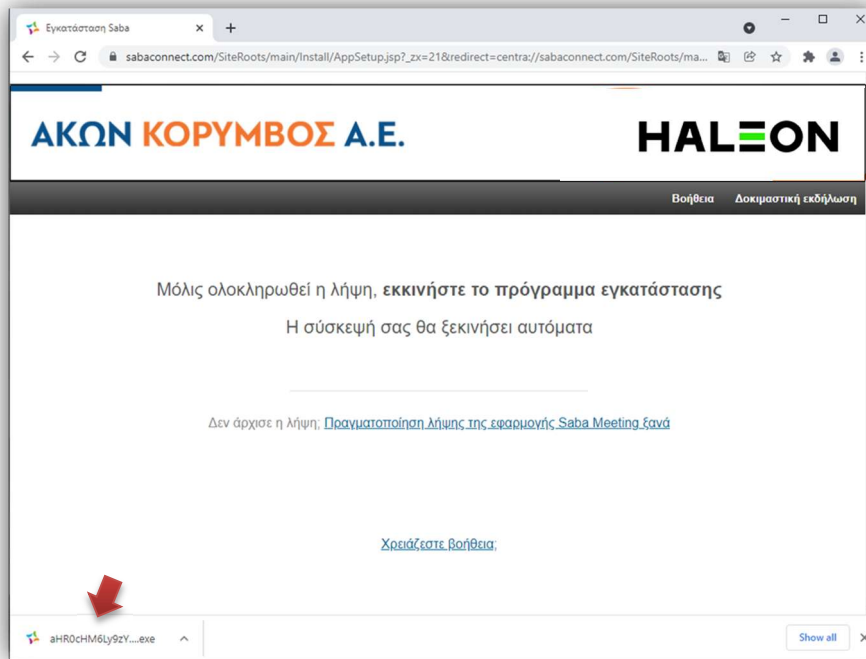 Εγκατάσταση Saba
sabaconnect.com/SiteRoots/main/Install/AppSetup.jsp?_zx=21&redirect=centra://sabaconnect.com/SiteRoots/ma...
ΑΚΩΝ ΚΟΡΥΜΒΟΣ Α.Ε.
HALEON
Βοήθεια Δοκιμαστική εκδήλωση
Μόλις ολοκληρωθεί η λήψη, εκκινήστε το πρόγραμμα εγκατάστασης
Η σύσκεψή σας θα ξεκινήσει αυτόματα
Δεν άρχισε η λήψη; Πραγματοποίηση λήψης της εφαρμογής Saba Meeting ξανά
Χρειάζεστε βοήθεια;
aHR0cHM6Ly9zY....exe
Show all